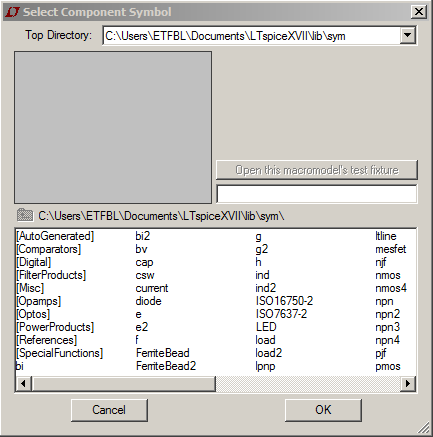 Select Component Symbol
Top Directory: C:\Users\ETFBL\Documents\LTspiceXVII\lib\sym
Open this macromodel's test fixture
C:\Users\ETFBL\Documents\LTspiceXVII\lib\sym\
[AutoGenerated] bi2 g ltline
[Comparators] bv g2 mesfet
[Digital] cap h njf
[FilterProducts] csw ind nmos
[Misc] current ind2 nmos4
[Opamps] diode ISO16750-2 npn
[Optos] e ISO7637-2 npn2
[PowerProducts] e2 LED npn3
[References] f load npn4
[SpecialFunctions] FerriteBead load2 pjf
bi FerriteBead2 lpnp pmos
Cancel OK